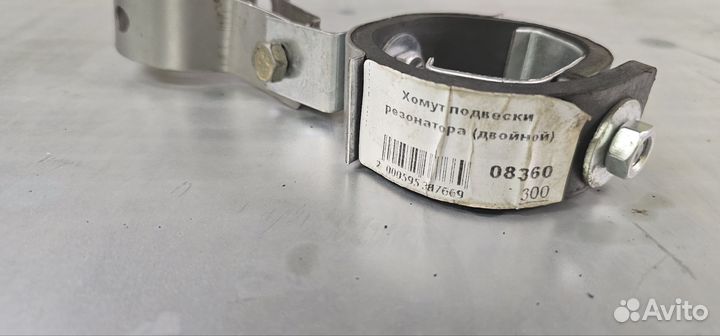 Хомут подвески
резонатора (двойной)
08360
2 000595 387669
300
Avito